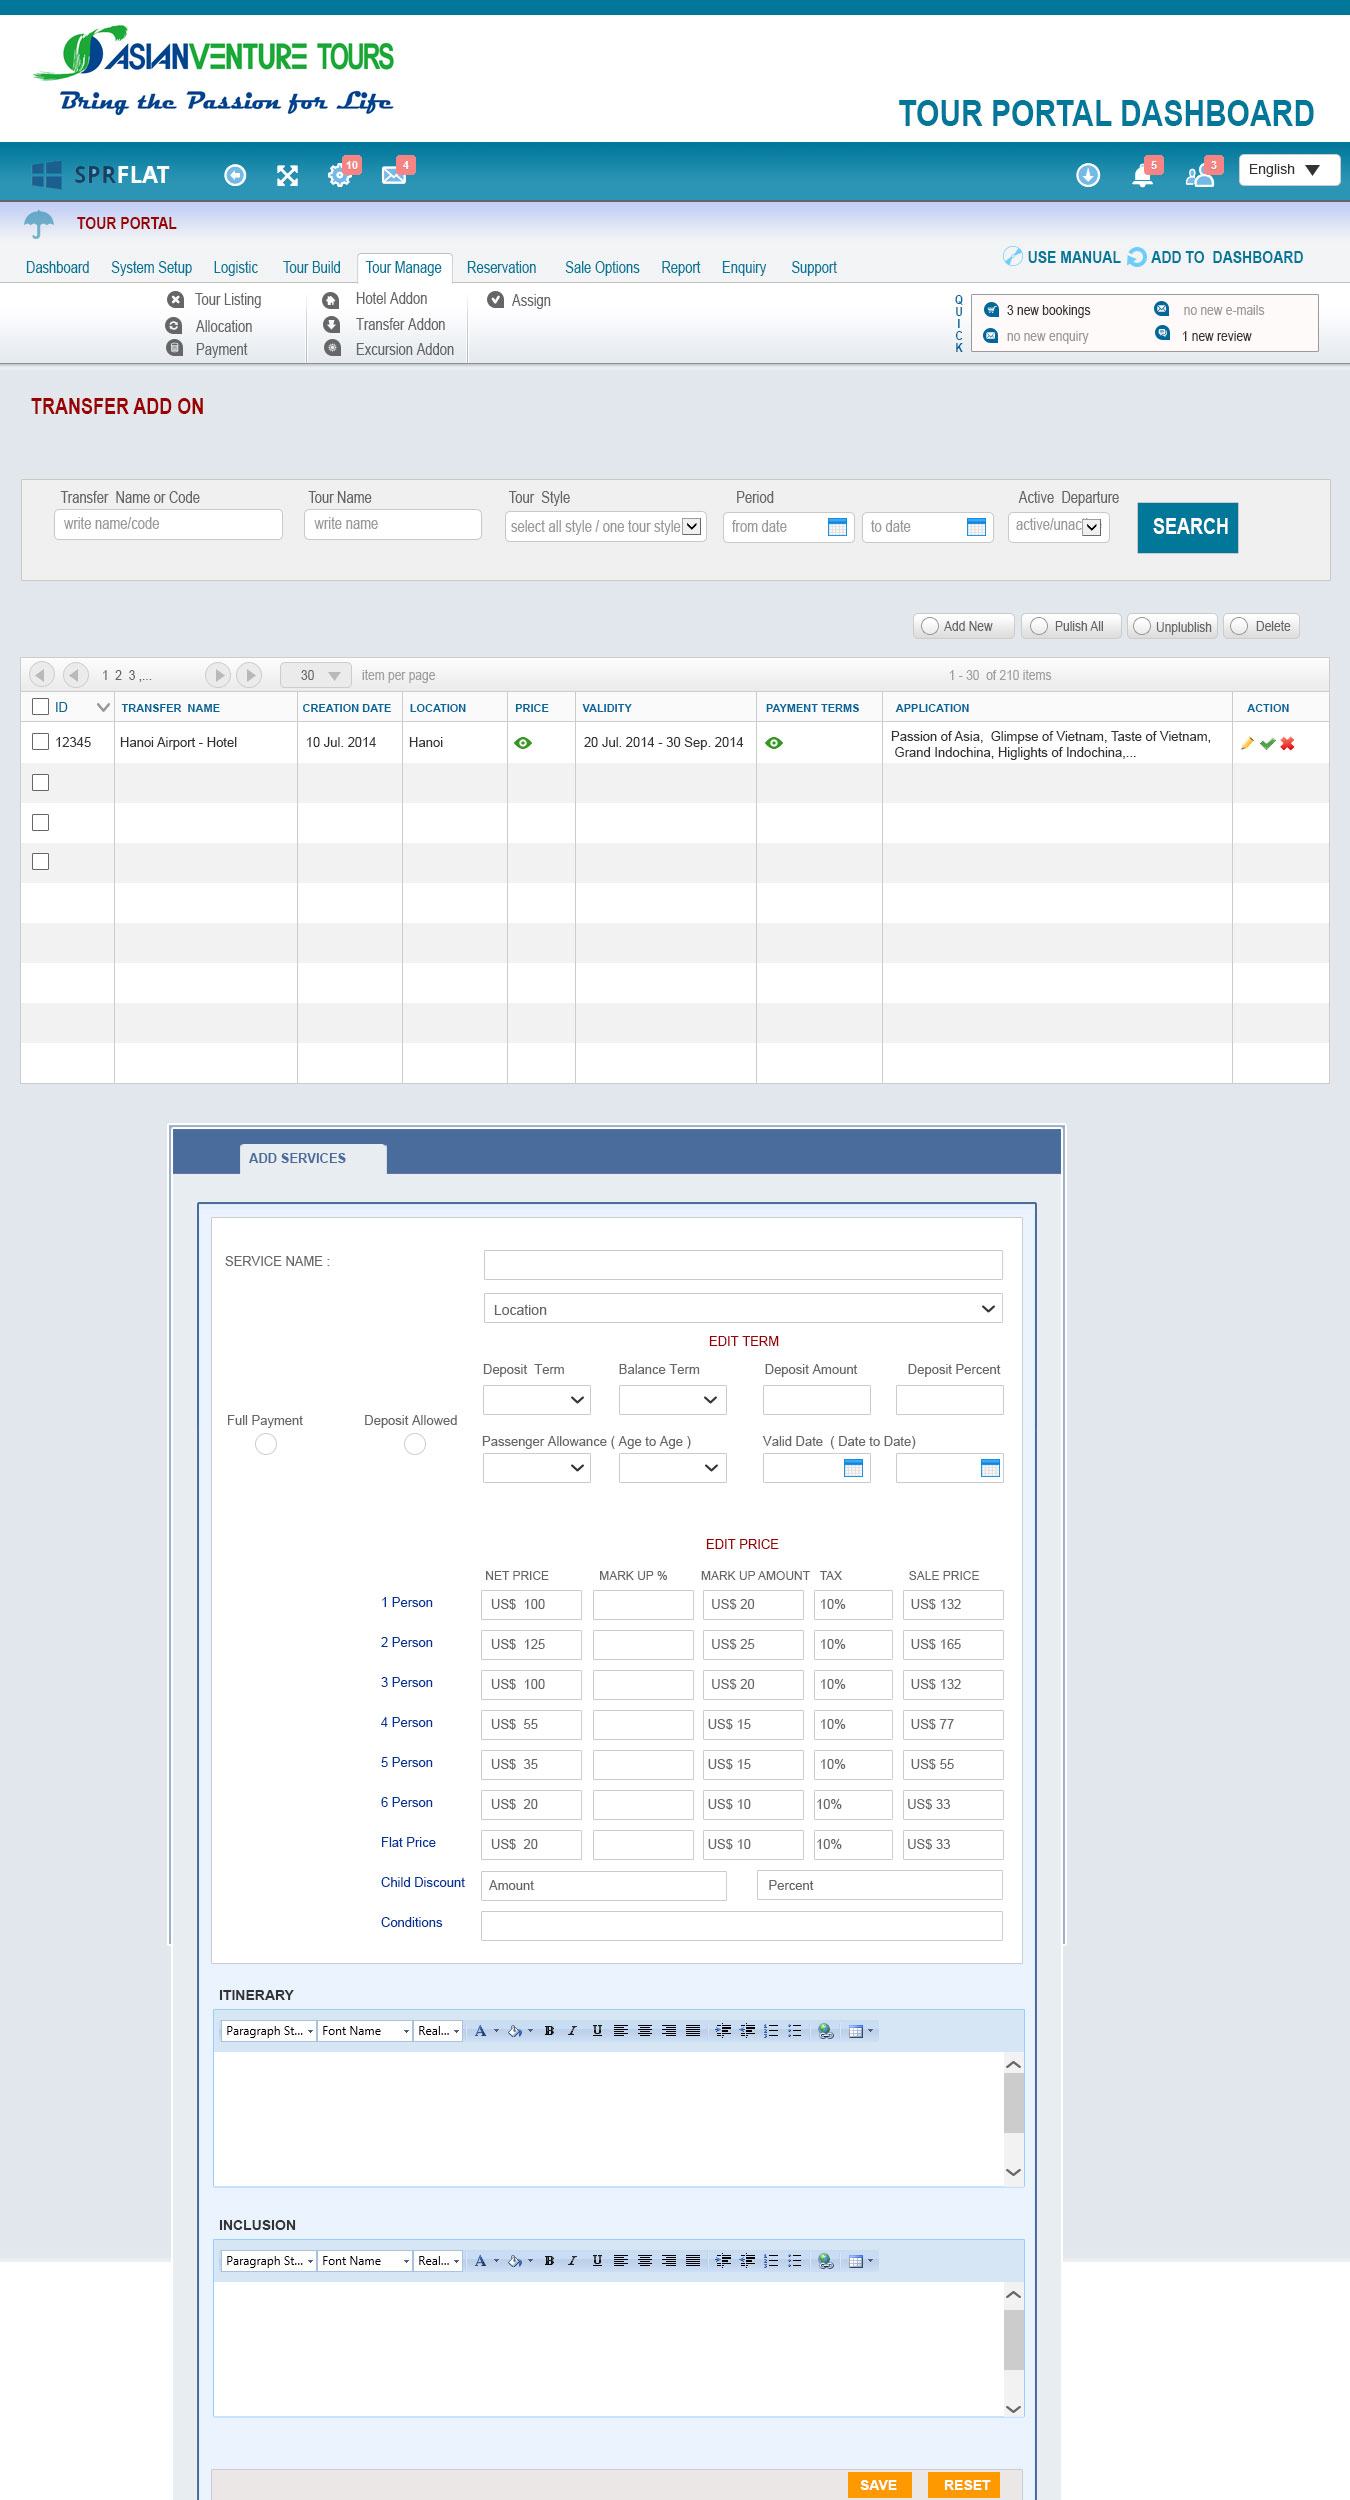 ASIANVENTURE TOURS
Bring the Passion for Life
TOUR PORTAL DASHBOARD
SPRFLAT
10
4
5
3
English
TOUR PORTAL
USE MANUAL ADD TO DASHBOARD
Dashboard System Setup Logistic Tour Build Tour Manage Reservation Sale Options Report Enquiry Support
Tour Listing Hotel Addon Assign
Allocation Transfer Addon
Payment Excursion Addon
QUICK
3 new bookings no new e-mails
no new enquiry 1 new review
TRANSFER ADD ON
Transfer Name or Code Tour Name Tour Style Period Active Departure
write name/code write name select all style / one tour style from date to date active/unac
SEARCH
Add New Pulish All Unplublish Delete
1 2 3 ,... 30 item per page 1 - 30 of 210 items
ID TRANSFER NAME CREATION DATE LOCATION PRICE VALIDITY PAYMENT TERMS APPLICATION ACTION
12345 Hanoi Airport - Hotel 10 Jul. 2014 Hanoi 20 Jul. 2014 - 30 Sep. 2014 Passion of Asia, Glimpse of Vietnam, Taste of Vietnam,
Grand Indochina, Higlights of Indochina,...
ADD SERVICES
SERVICE NAME :
Location
EDIT TERM
Deposit Term Balance Term Deposit Amount Deposit Percent
Full Payment Deposit Allowed
Passenger Allowance ( Age to Age ) Valid Date ( Date to Date)
EDIT PRICE
NET PRICE MARK UP % MARK UP AMOUNT TAX SALE PRICE
1 Person US$ 100 US$ 20 10% US$ 132
2 Person US$ 125 US$ 25 10% US$ 165
3 Person US$ 100 US$ 20 10% US$ 132
4 Person US$ 55 US$ 15 10% US$ 77
5 Person US$ 35 US$ 15 10% US$ 55
6 Person US$ 20 US$ 10 10% US$ 33
Flat Price US$ 20 US$ 10 10% US$ 33
Child Discount Amount Percent
Conditions
ITINERARY
Paragraph St... Font Name Real... A B I U
INCLUSION
Paragraph St... Font Name Real... A B I U
SAVE RESET